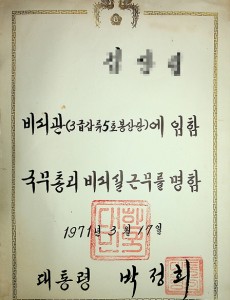 비서관(3급갑류5호봉상당)에 임함
국무총리 비서실 근무를 명함
1971年 3月 17일
대통령 박정희